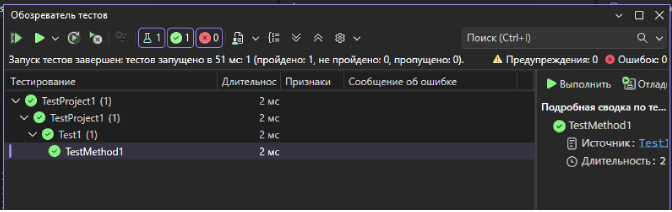 Обозреватель тестов
1 1 0 Поиск (Ctrl+I)
Запуск тестов завершен: тестов запущено в 51 мс: 1 (пройдено: 1, не пройдено: 0, пропущено: 0). Предупреждения: 0 Ошибок: 0
Тестирование Длительнос Признаки Сообщение об ошибке
TestProject1 (1) 2 мс
TestProject1 (1) 2 мс
Test1 (1) 2 мс
TestMethod1 2 мс
Выполнить Отлад
Подробная сводка по те...
TestMethod1
Источник: Test1
Длительность: 2